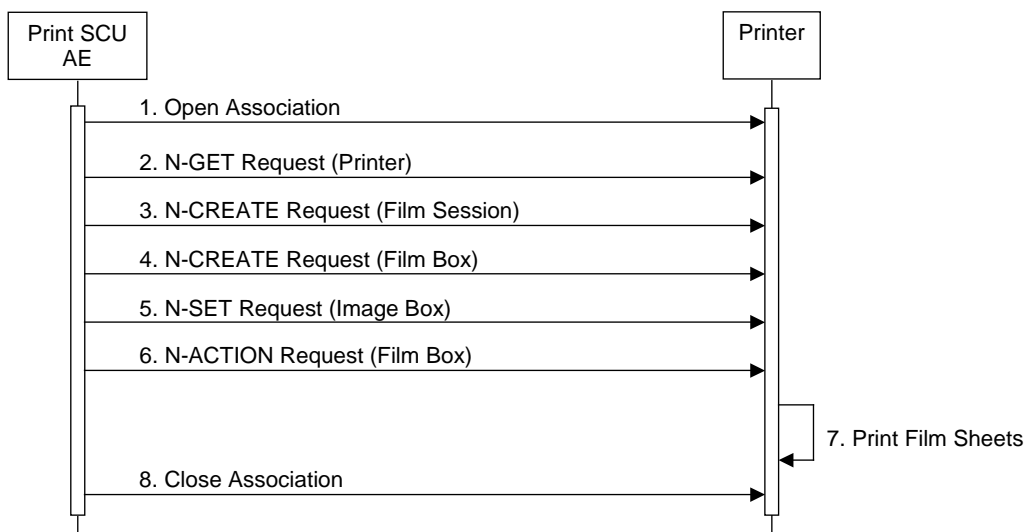 Print SCU
AE
Printer
1. Open Association
2. N-GET Request (Printer)
3. N-CREATE Request (Film Session)
4. N-CREATE Request (Film Box)
5. N-SET Request (Image Box)
6. N-ACTION Request (Film Box)
7. Print Film Sheets
8. Close Association